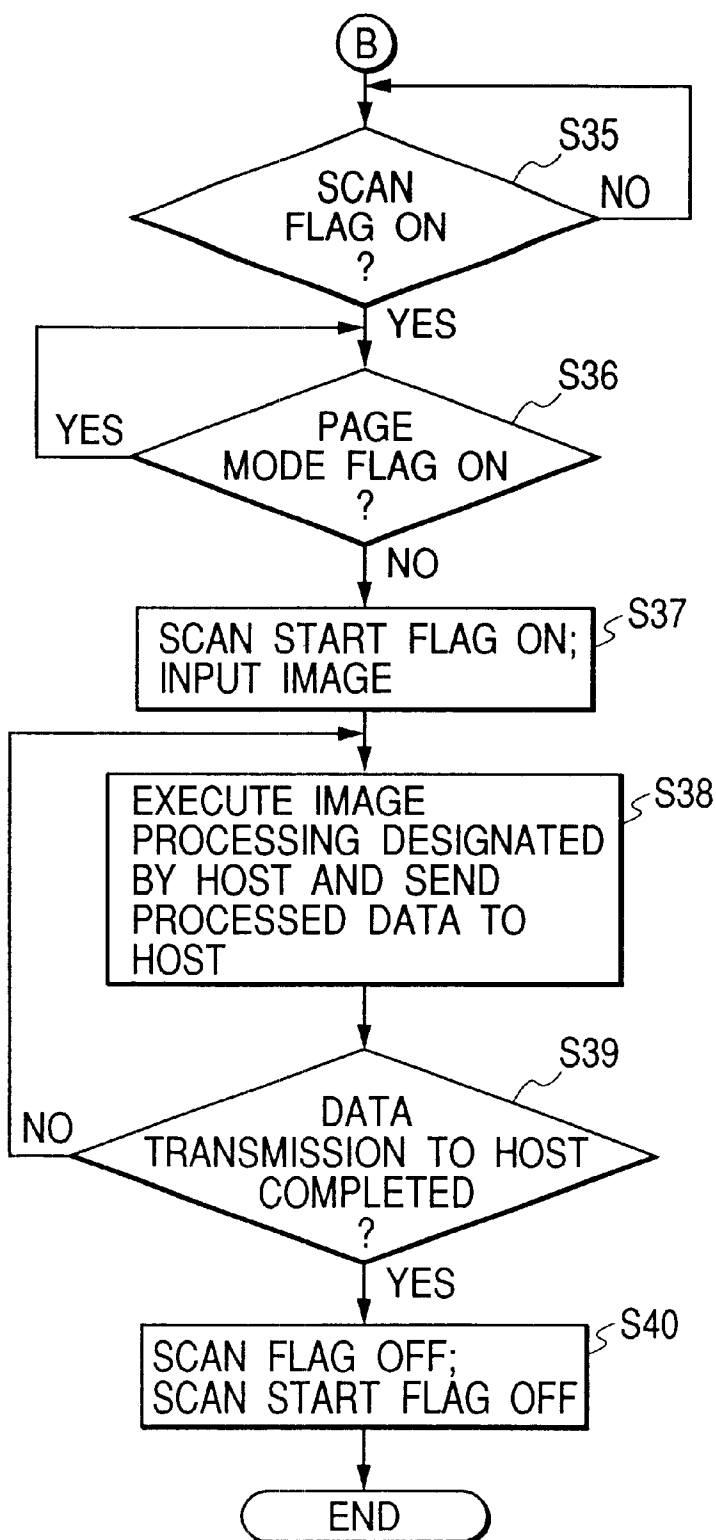 B
S35
SCAN
FLAG ON
?
NO
YES
S36
YES
PAGE
MODE FLAG ON
?
NO
S37
SCAN START FLAG ON;
INPUT IMAGE
S38
EXECUTE IMAGE
PROCESSING DESIGNATED
BY HOST AND SEND
PROCESSED DATA TO
HOST
S39
NO
DATA
TRANSMISSION TO HOST
COMPLETED
?
YES
S40
SCAN FLAG OFF;
SCAN START FLAG OFF
END